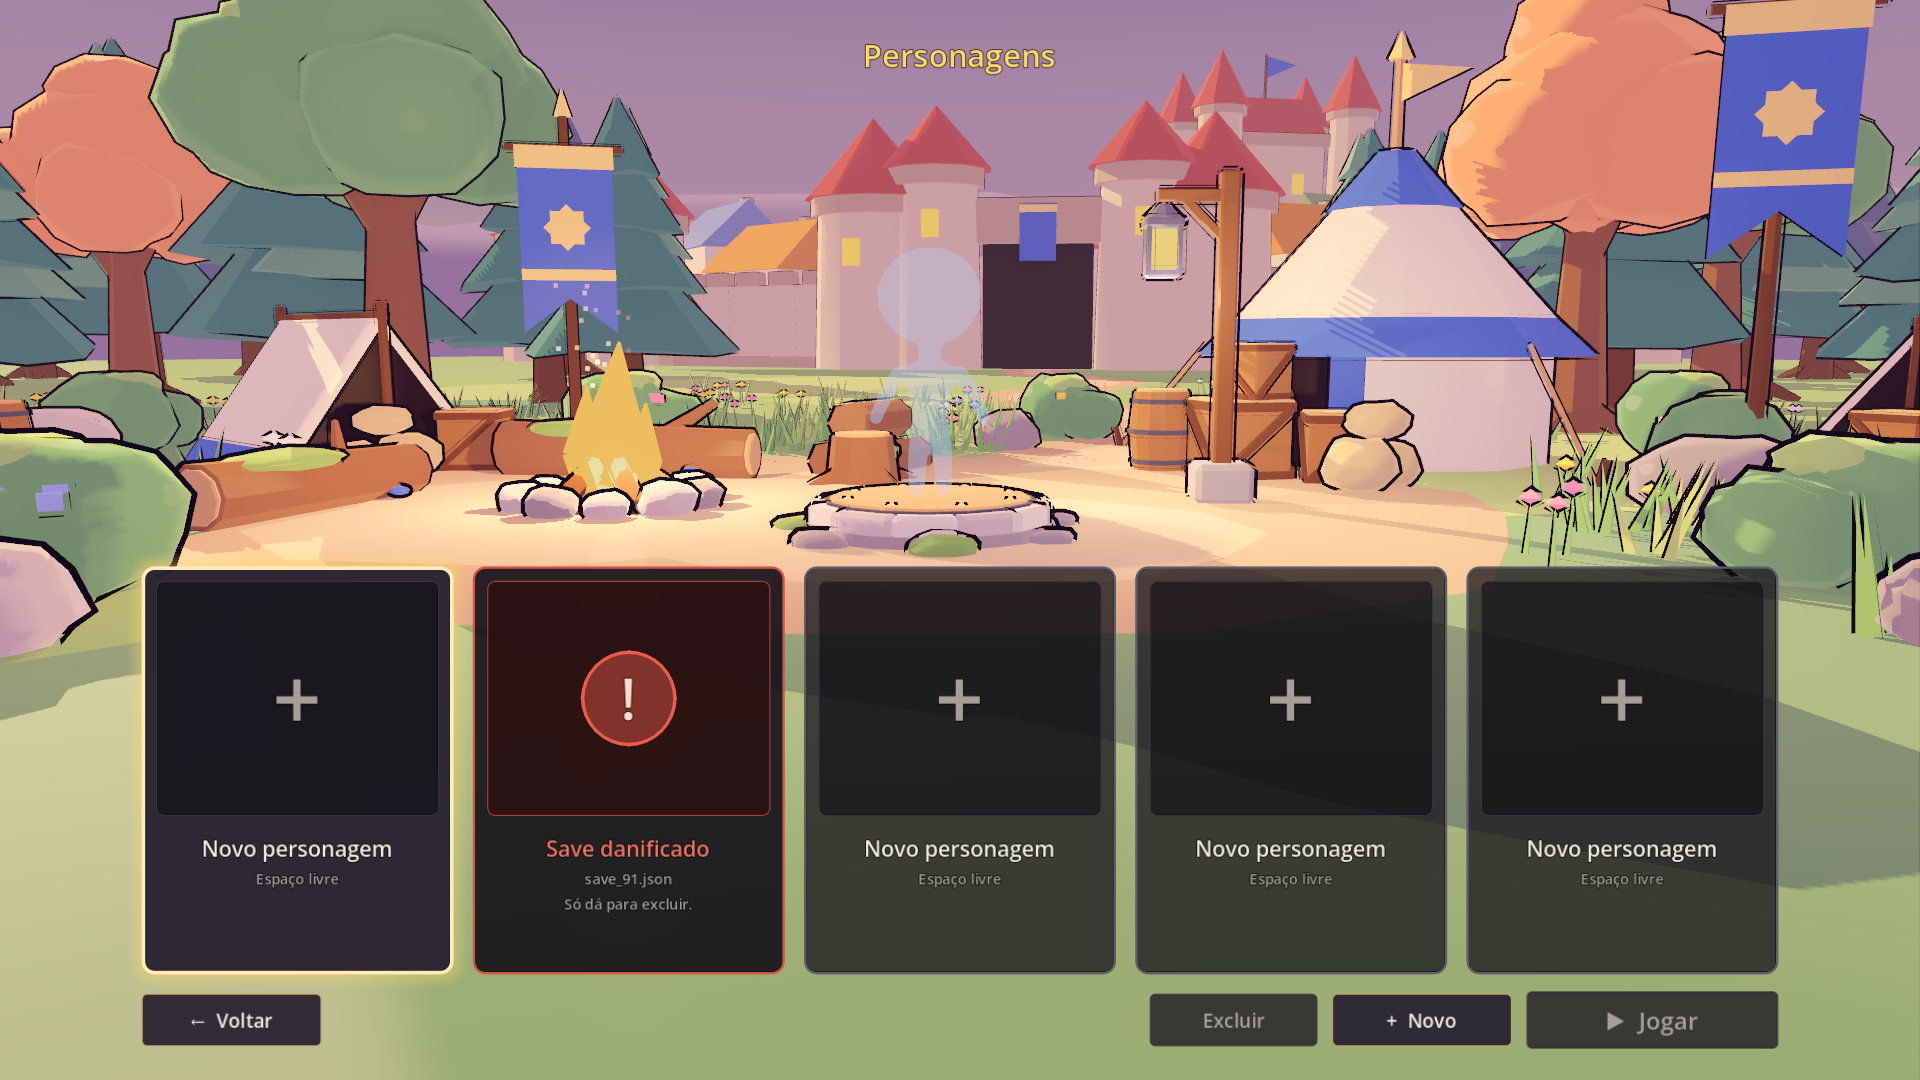 Personagens
Novo personagem
Espaço livre
!
Save danificado
save_91.json
Só dá para excluir.
Novo personagem
Espaço livre
Novo personagem
Espaço livre
Novo personagem
Espaço livre
← Voltar
Excluir
+ Novo
▶ Jogar